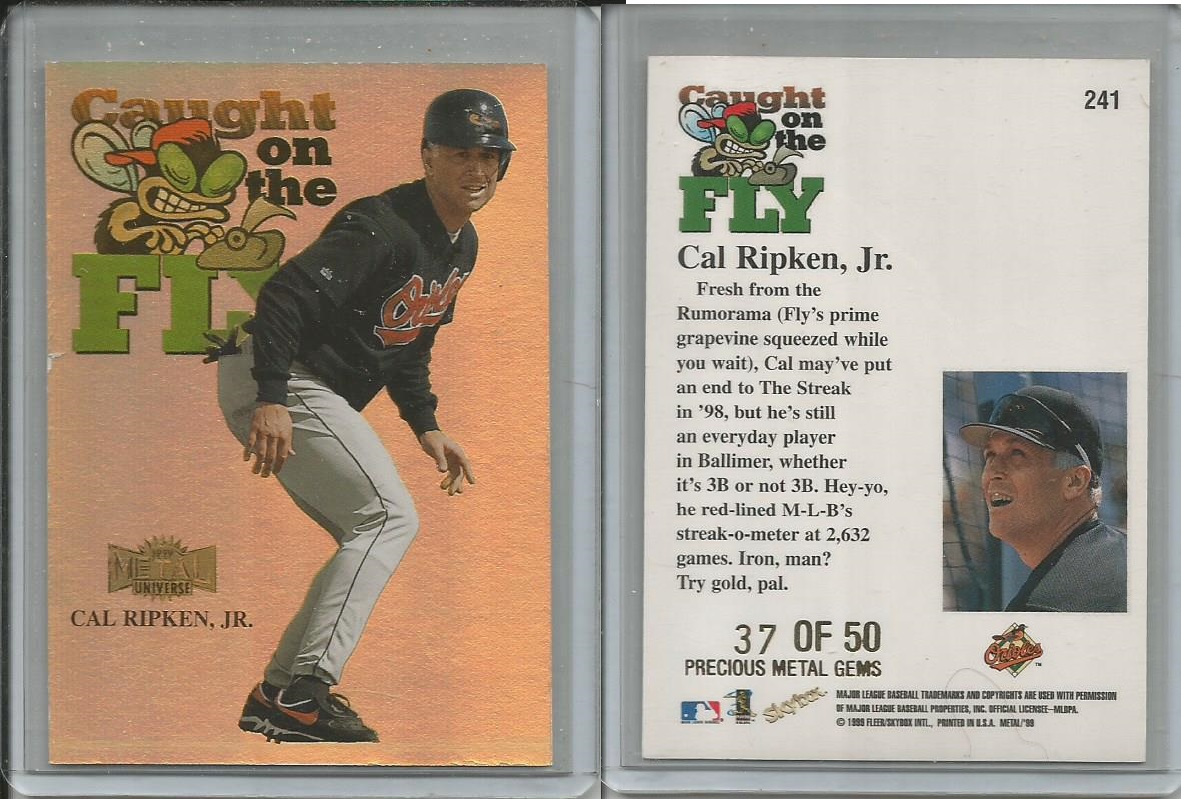 Caught
on
the
FLY
Orioles
1999
METAL
UNIVERSE
CAL RIPKEN, JR.
Caught
on
the
FLY
241
Cal Ripken, Jr.
Fresh from the
Rumorama (Fly's prime
grapevine squeezed while
you wait), Cal may've put
an end to The Streak
in '98, but he's still
an everyday player
in Ballimer, whether
it's 3B or not 3B. Hey-yo,
he red-lined M-L-B's
streak-o-meter at 2,632
games. Iron, man?
Try gold, pal.
37 OF 50
PRECIOUS METAL GEMS
Orioles
TM
skybox
MAJOR LEAGUE BASEBALL TRADEMARKS AND COPYRIGHTS ARE USED WITH PERMISSION
OF MAJOR LEAGUE BASEBALL PROPERTIES, INC. OFFICIAL LICENSEE—MLBPA.
© 1999 FLEER/SKYBOX INTL., PRINTED IN U.S.A. METAL/'99